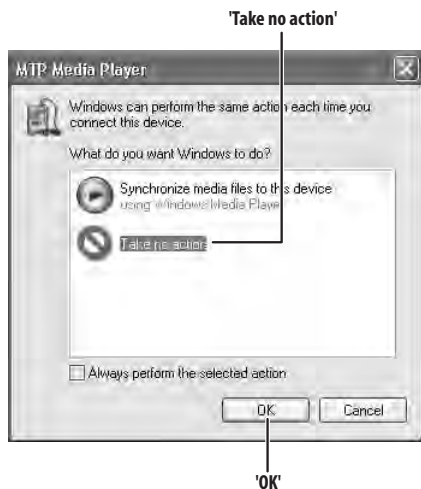 'Take no action'
MTP Media Player
Windows can perform the same action each time you
connect this device.
What do you want Windows to do?
Synchronize media files to this device
using Windows Media Player
Take no action
Always perform the selected action
OK
Cancel
'OK'